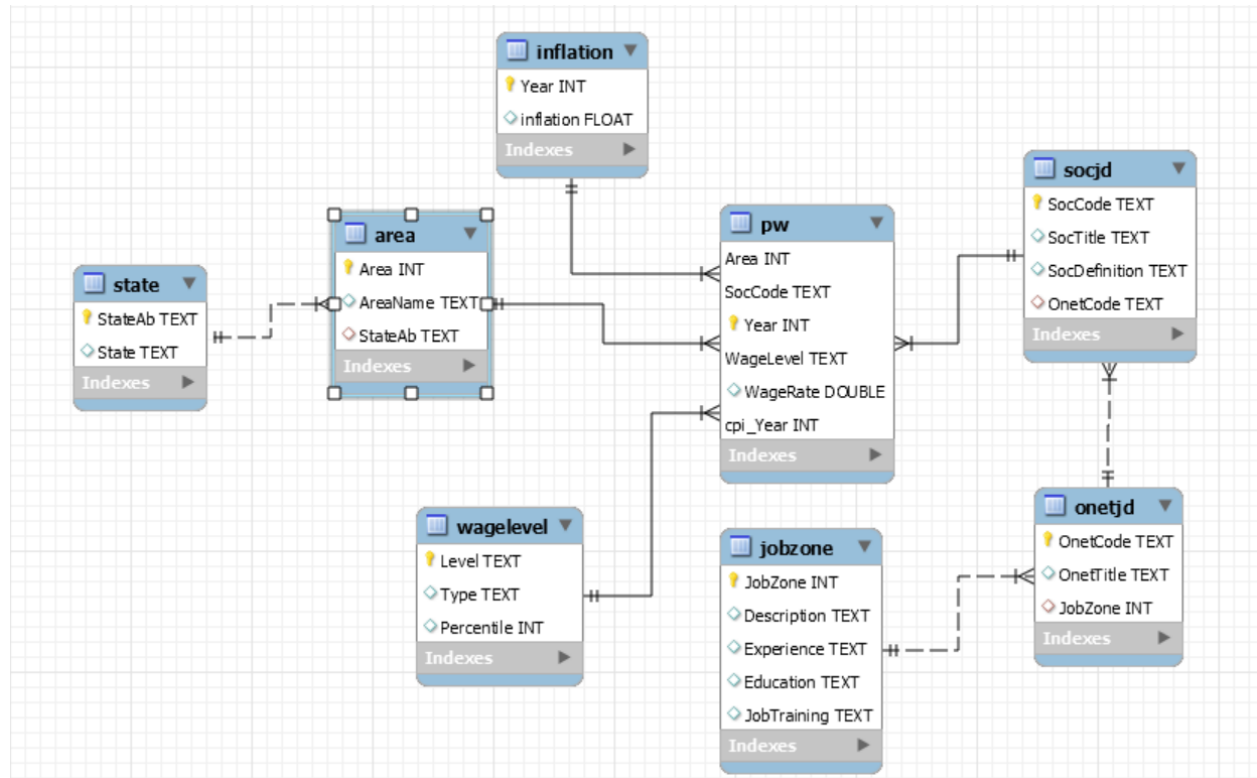 inflation
Year INT
inflation FLOAT
Indexes
state
StateAb TEXT
State TEXT
Indexes
area
Area INT
AreaName TEXT
StateAb TEXT
Indexes
pw
Area INT
SocCode TEXT
Year INT
WageLevel TEXT
WageRate DOUBLE
cpi_Year INT
Indexes
socjd
SocCode TEXT
SocTitle TEXT
SocDefinition TEXT
OnetCode TEXT
Indexes
wagelevel
Level TEXT
Type TEXT
Percentile INT
Indexes
jobzone
JobZone INT
Description TEXT
Experience TEXT
Education TEXT
JobTraining TEXT
Indexes
onetjd
OnetCode TEXT
OnetTitle TEXT
JobZone INT
Indexes